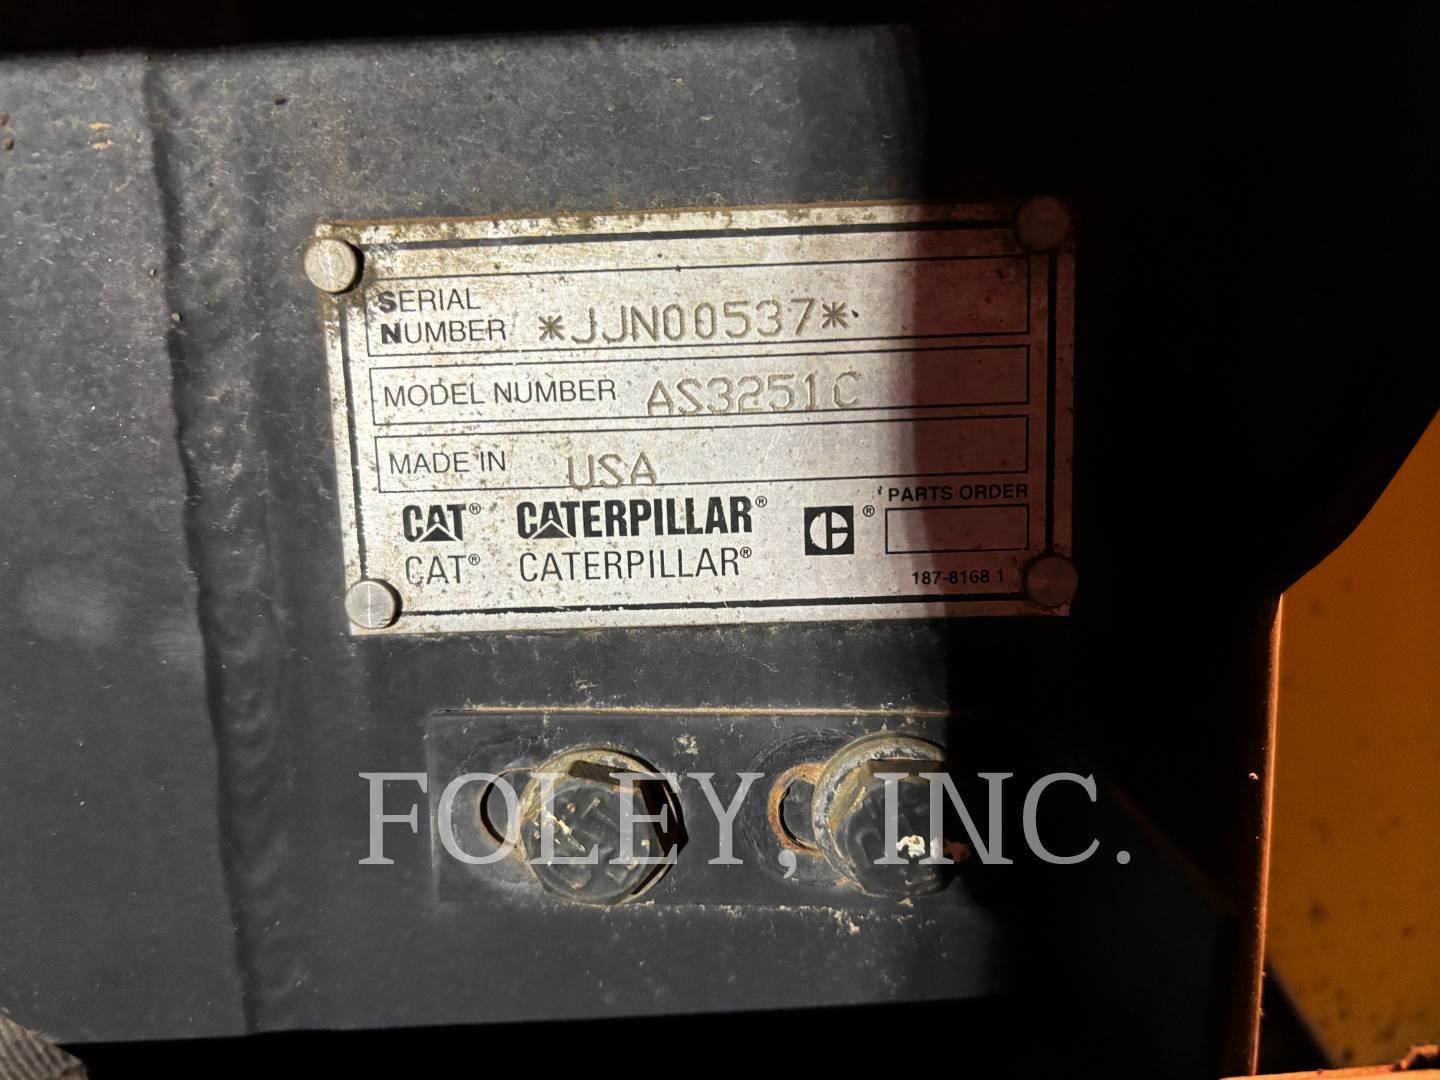 SERIAL NUMBER *JJN00537*
MODEL NUMBER AS3251C
MADE IN USA
PARTS ORDER
CAT® CATERPILLAR® C®
CAT® CATERPILLAR®
187-8168 1
FOLEY, INC.